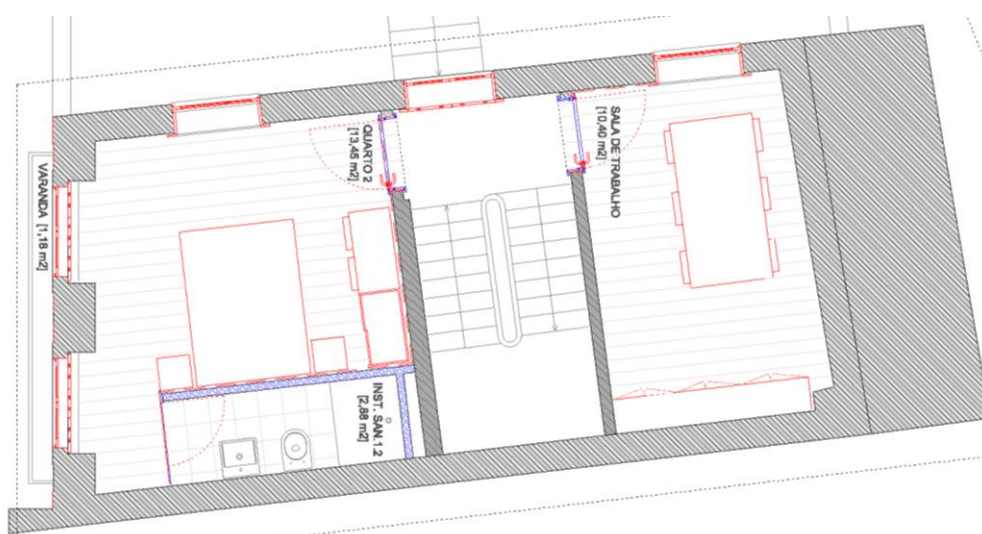 VARANDA [1,18 m2]
QUARTO 2
[13,45 m2]
SALA DE TRABALHO
[10,40 m2]
INST. SAN.1.2
[2,88 m2]